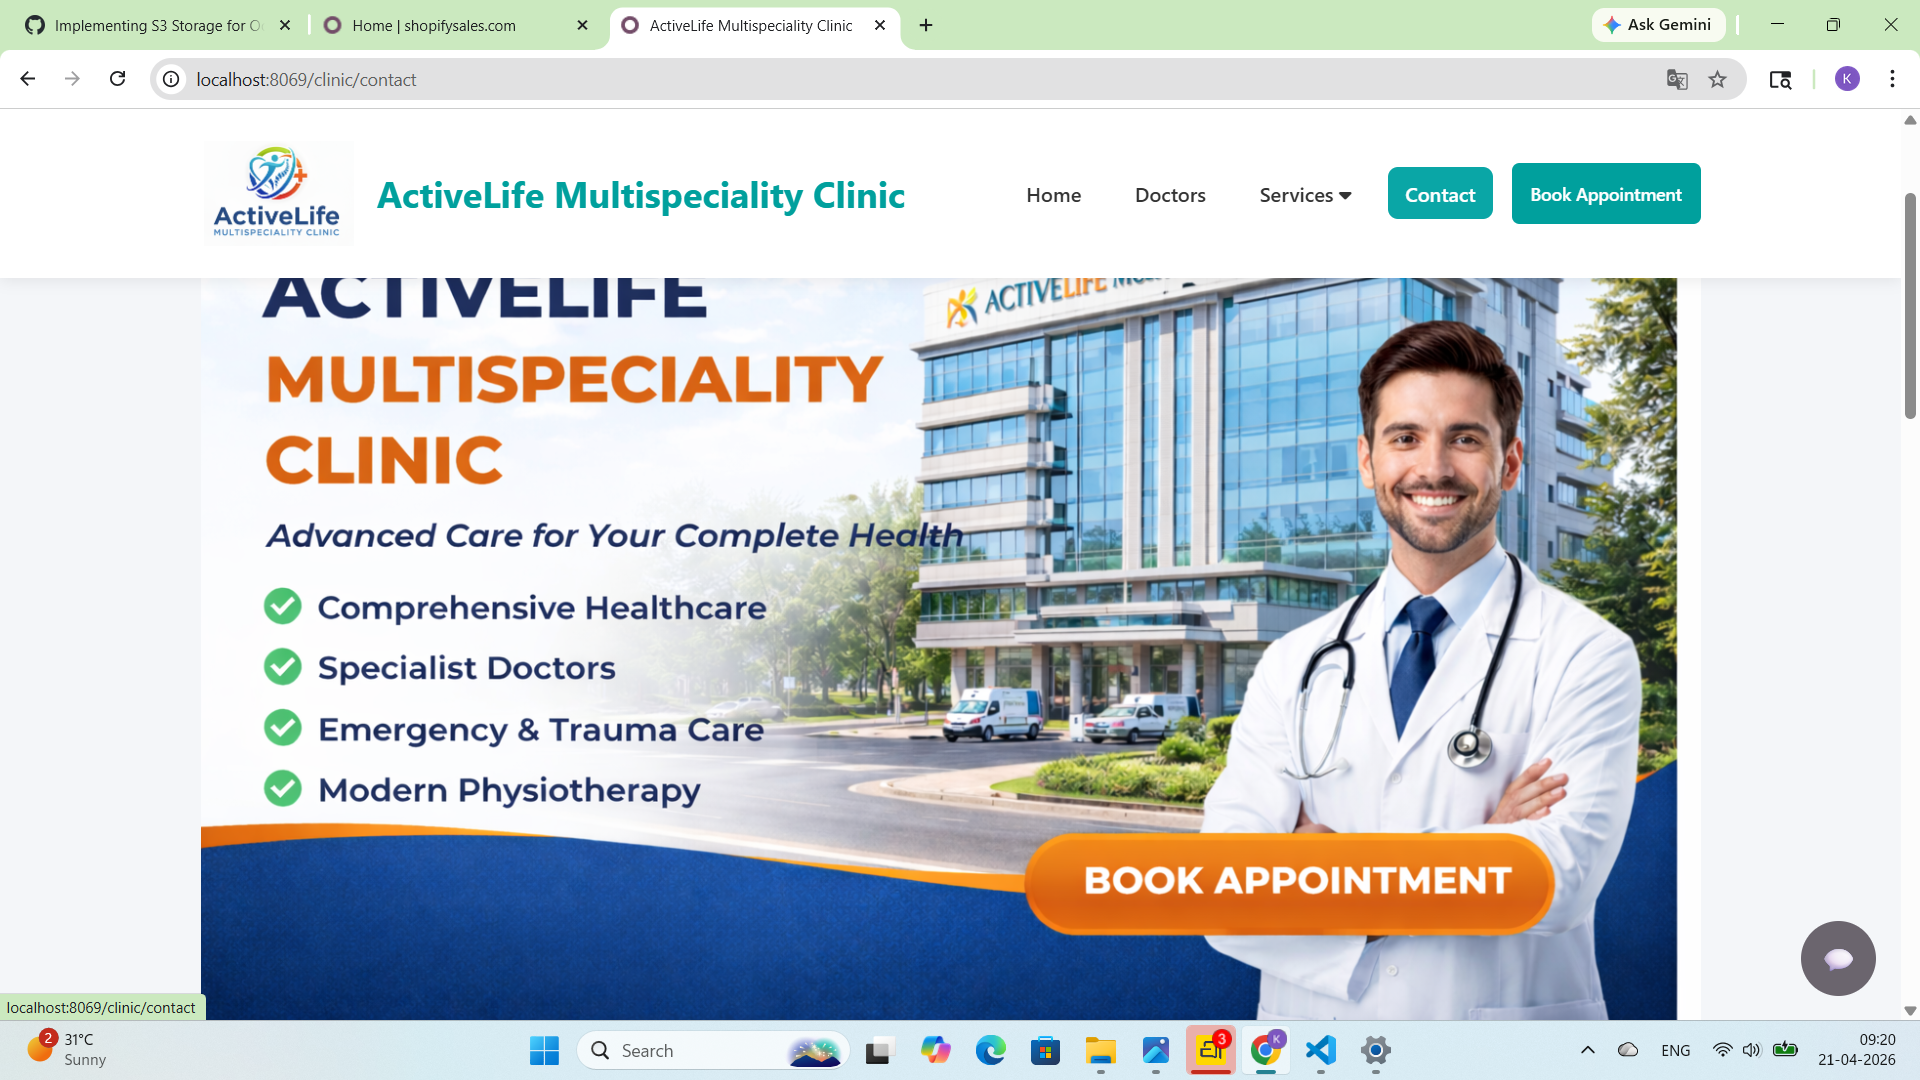 Implementing S3 Storage for O
Home | shopifysales.com
ActiveLife Multispeciality Clinic
Ask Gemini
localhost:8069/clinic/contact
K
ActiveLife
MULTISPECIALITY CLINIC
ActiveLife Multispeciality Clinic
Home
Doctors
Services
Contact
Book Appointment
ACTIVELIFE
MULTISPECIALITY
CLINIC
ACTIVELIFE
Advanced Care for Your Complete Health
Comprehensive Healthcare
Specialist Doctors
Emergency & Trauma Care
Modern Physiotherapy
BOOK APPOINTMENT
localhost:8069/clinic/contact
2
31°C
Sunny
Search
3
K
ENG
09:20
21-04-2026